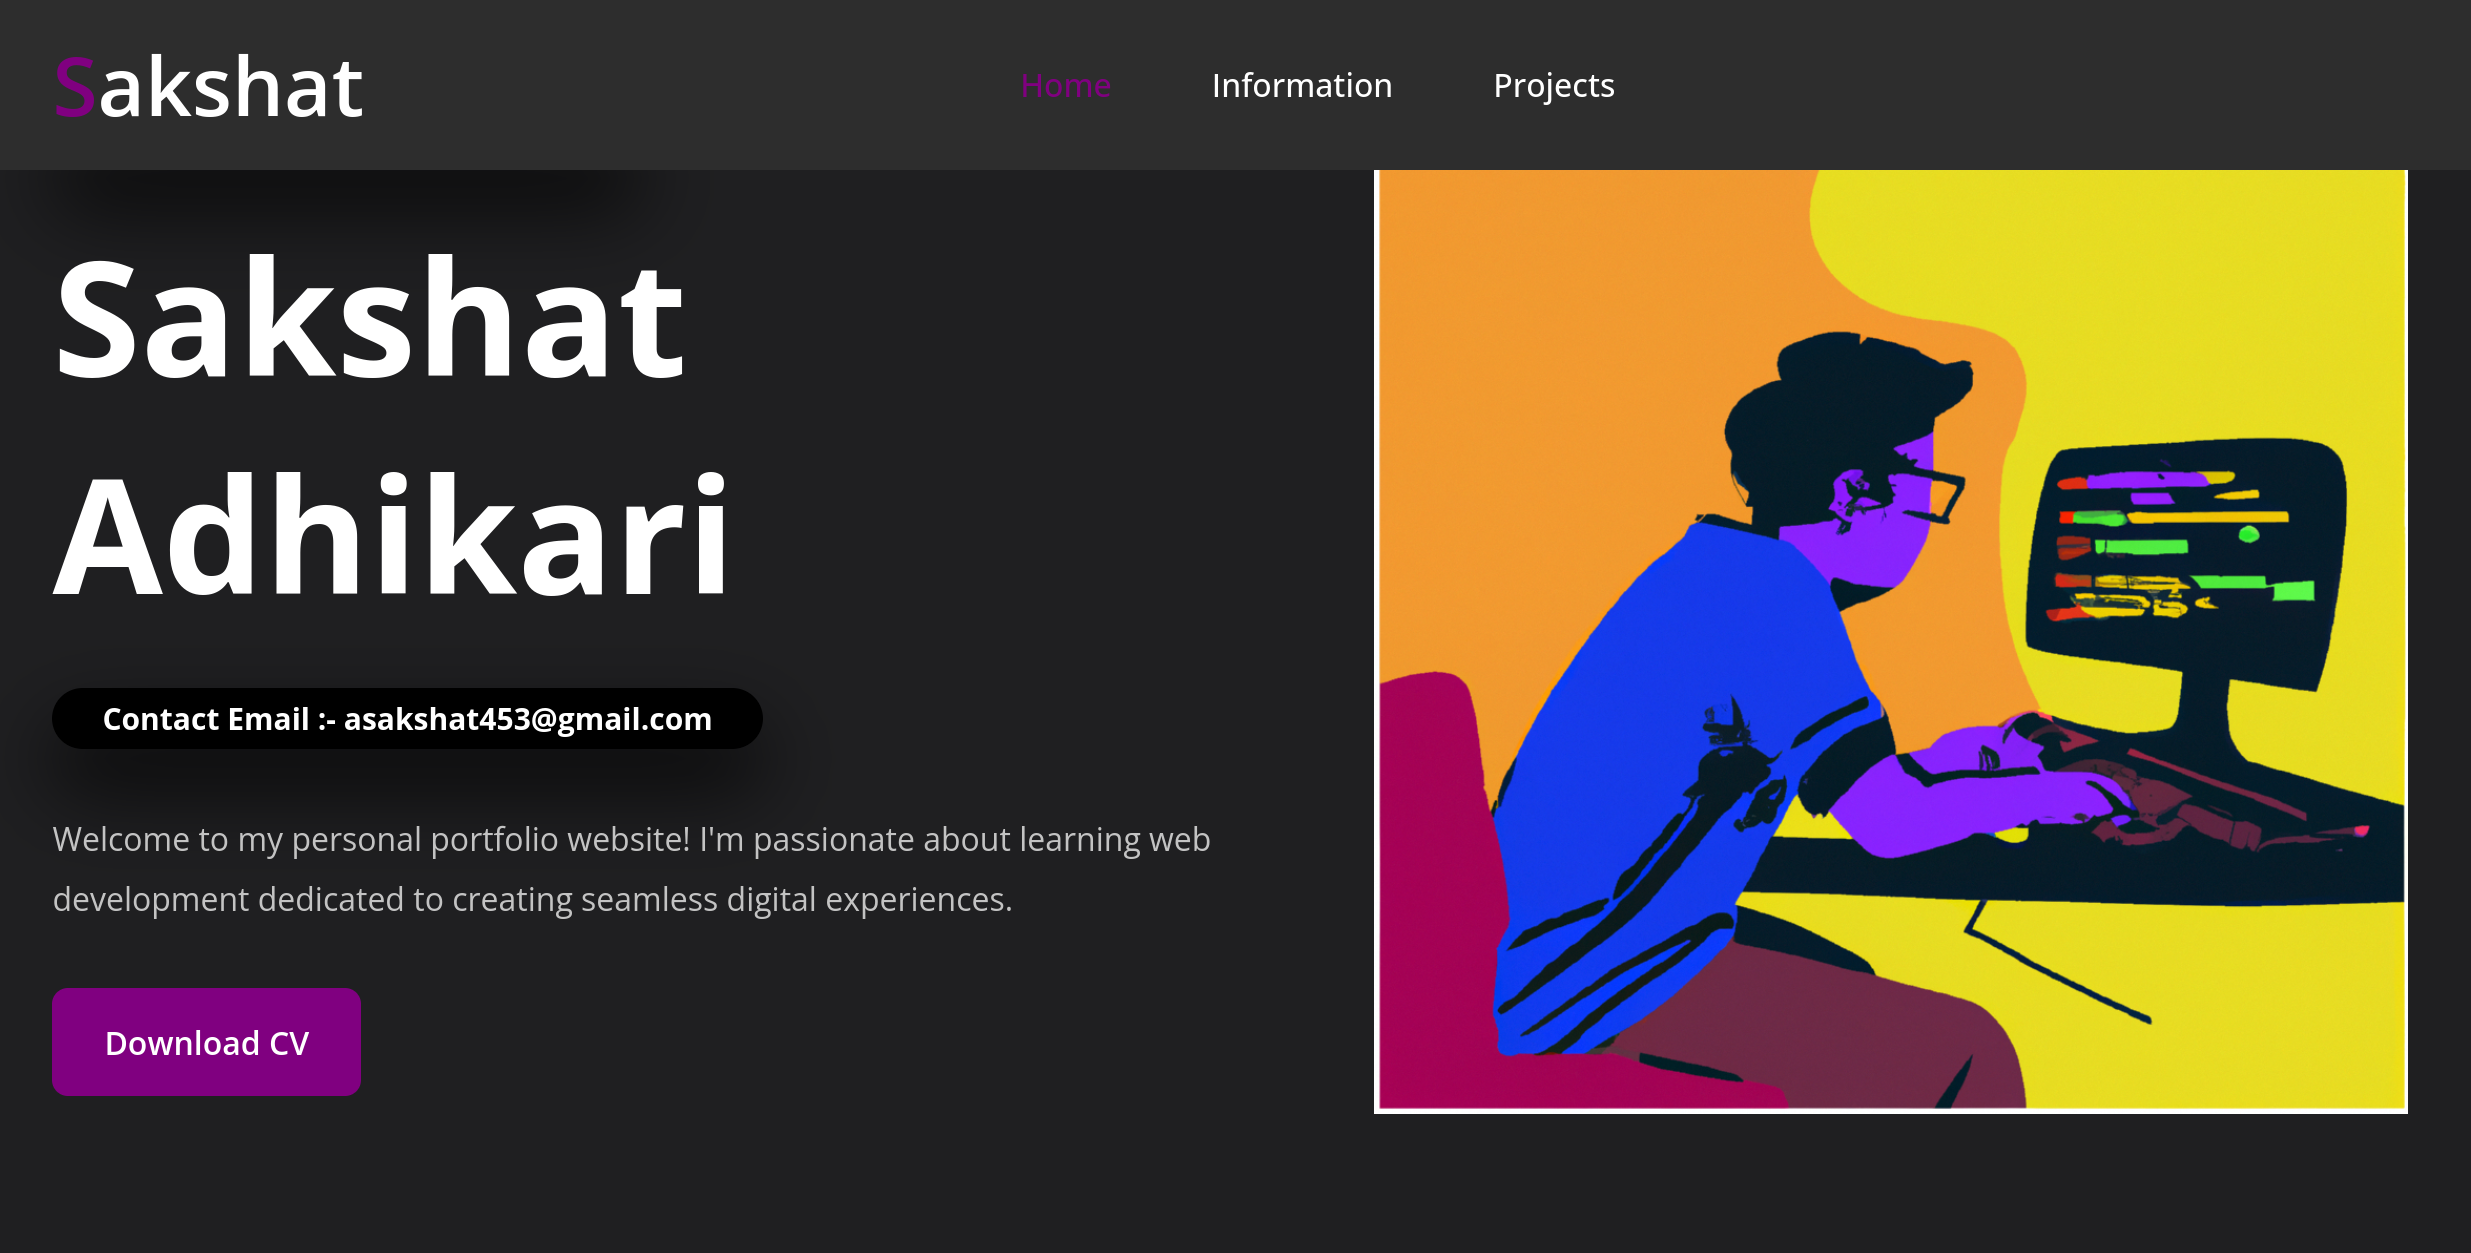 Sakshat
Home Information Projects
Sakshat
Adhikari
Contact Email :- asakshat453@gmail.com
Welcome to my personal portfolio website! I'm passionate about learning web
development dedicated to creating seamless digital experiences.
Download CV